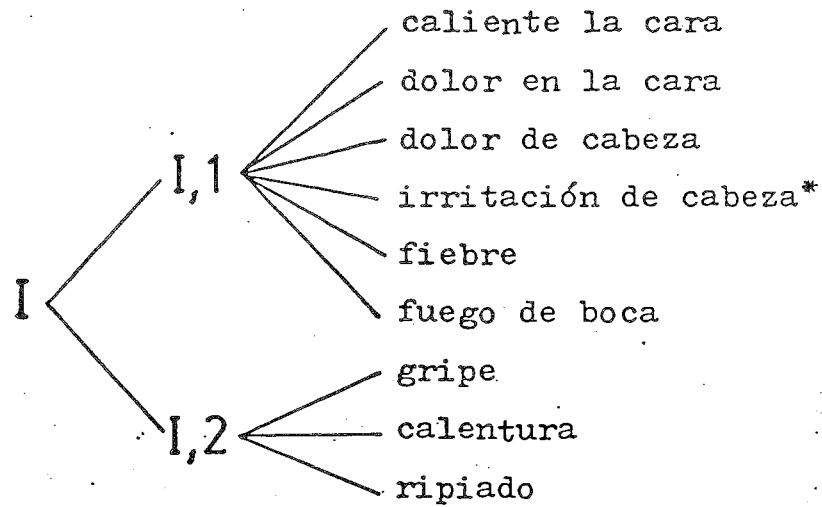 caliente la cara
dolor en la cara
dolor de cabeza
I,1
irritación de cabeza*
fiebre
I
fuego de boca
gripe
I,2
calentura
ripiado